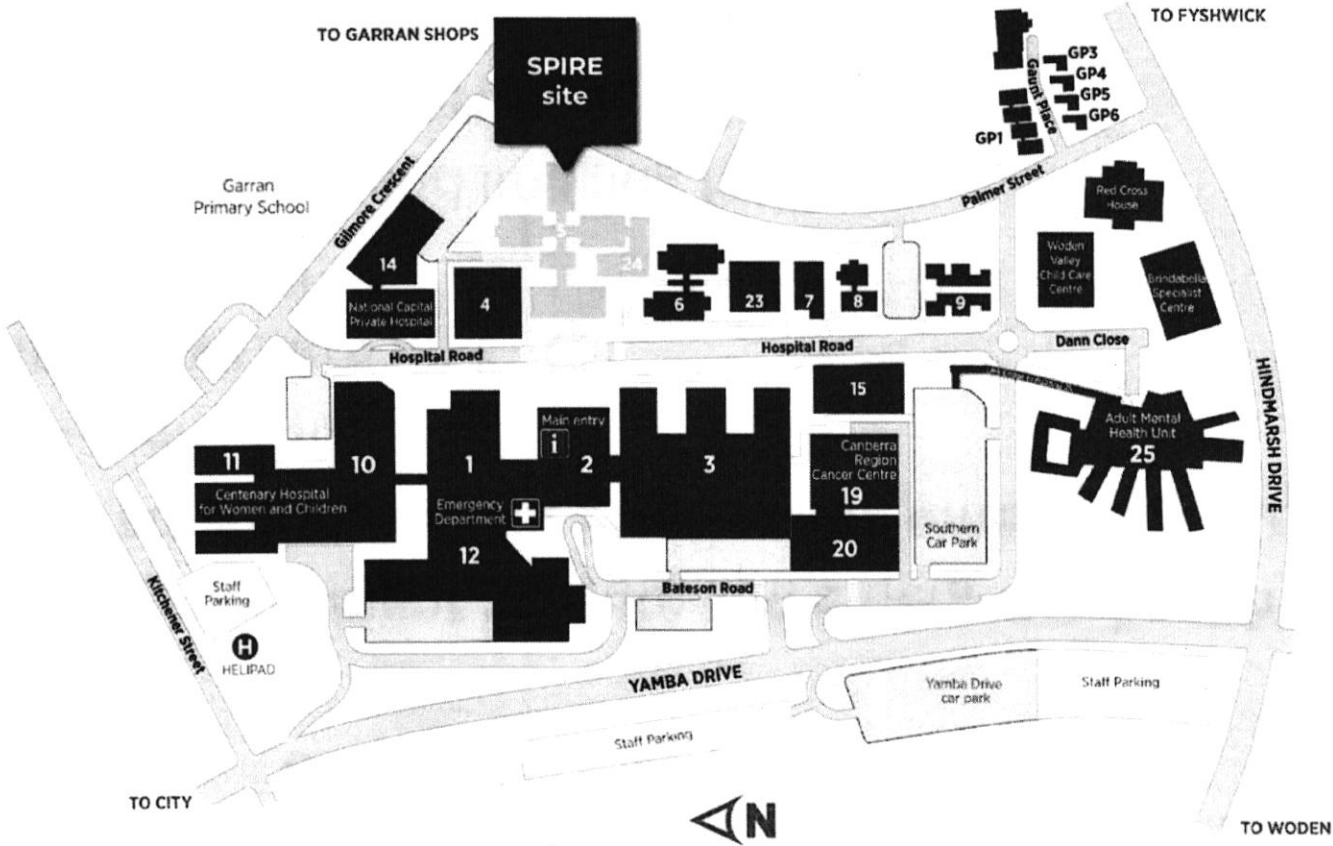 TO GARRAN SHOPS
SPIRE
site
TO FYSHWICK
GP3
GP4
GP5
GP6
GP1
Gaunt Place
Palmer Street
Red Cross
House
Garran
Primary School
Gilmore Crescent
14
National Capital
Private Hospital
4
5
24
6
23
7
8
9
Woden
Valley
Child Care
Centre
Brindabella
Specialist
Centre
Hospital Road
Hospital Road
Dann Close
HINDMARSH DRIVE
11
Centenary Hospital
for Women and Children
10
1
Main entry
i
2
3
15
Canberra
Region
Cancer Centre
19
20
Adult Mental
Health Unit
25
Emergency
Department
12
Southern
Car Park
Bateson Road
Staff
Parking
H
HELIPAD
Kitchener Street
YAMBA DRIVE
Yamba Drive
car park
Staff Parking
Staff Parking
TO CITY
N
TO WODEN